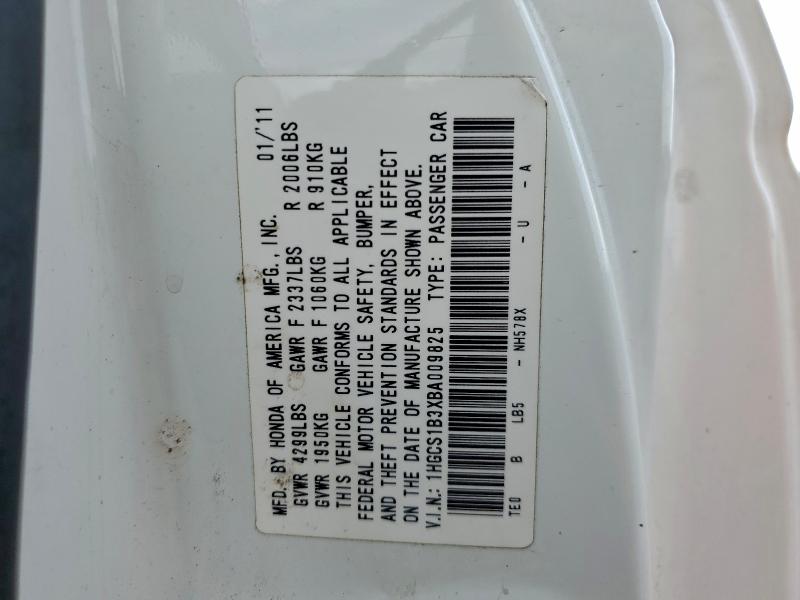 MFD. BY HONDA OF AMERICA MFG., INC. 01/'11
GVWR 4299LBS GAWR F 2337LBS R 2006LBS
GVWR 1950KG GAWR F 1060KG R 910KG
THIS VEHICLE CONFORMS TO ALL APPLICABLE
FEDERAL MOTOR VEHICLE SAFETY, BUMPER,
AND THEFT PREVENTION STANDARDS IN EFFECT
ON THE DATE OF MANUFACTURE SHOWN ABOVE.
V.I.N.: 1HGCS1B3XBA009825 TYPE: PASSENGER CAR
TE0 B LB5 - NH578X - U - A